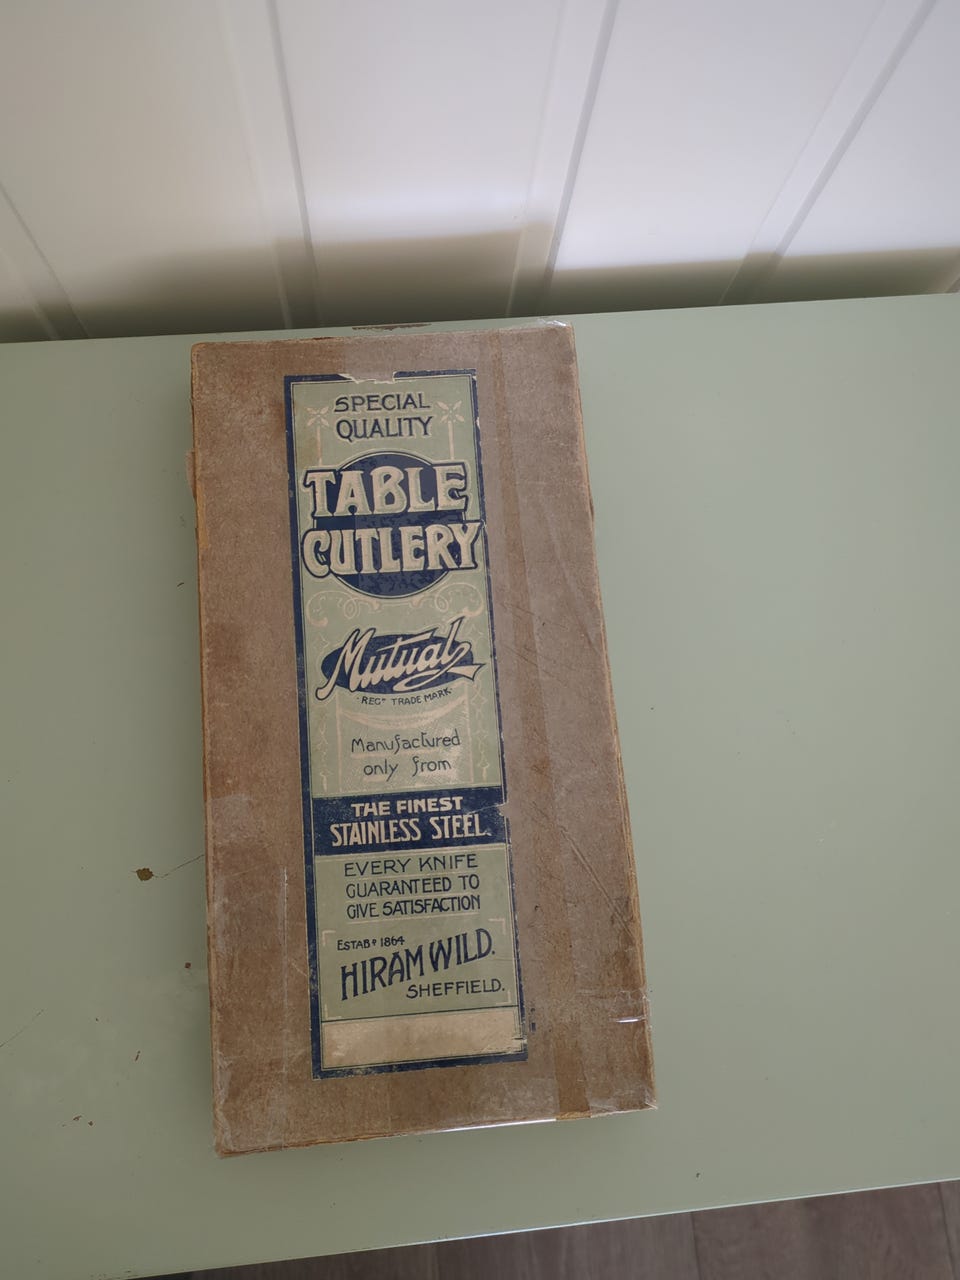 SPECIAL
QUALITY
TABLE
CUTLERY
Mutual
·REGD TRADE MARK·
Manufactured
only from
THE FINEST
STAINLESS STEEL.
EVERY KNIFE
GUARANTEED TO
GIVE SATISFACTION
ESTABD 1864
HIRAM WILD.
SHEFFIELD.